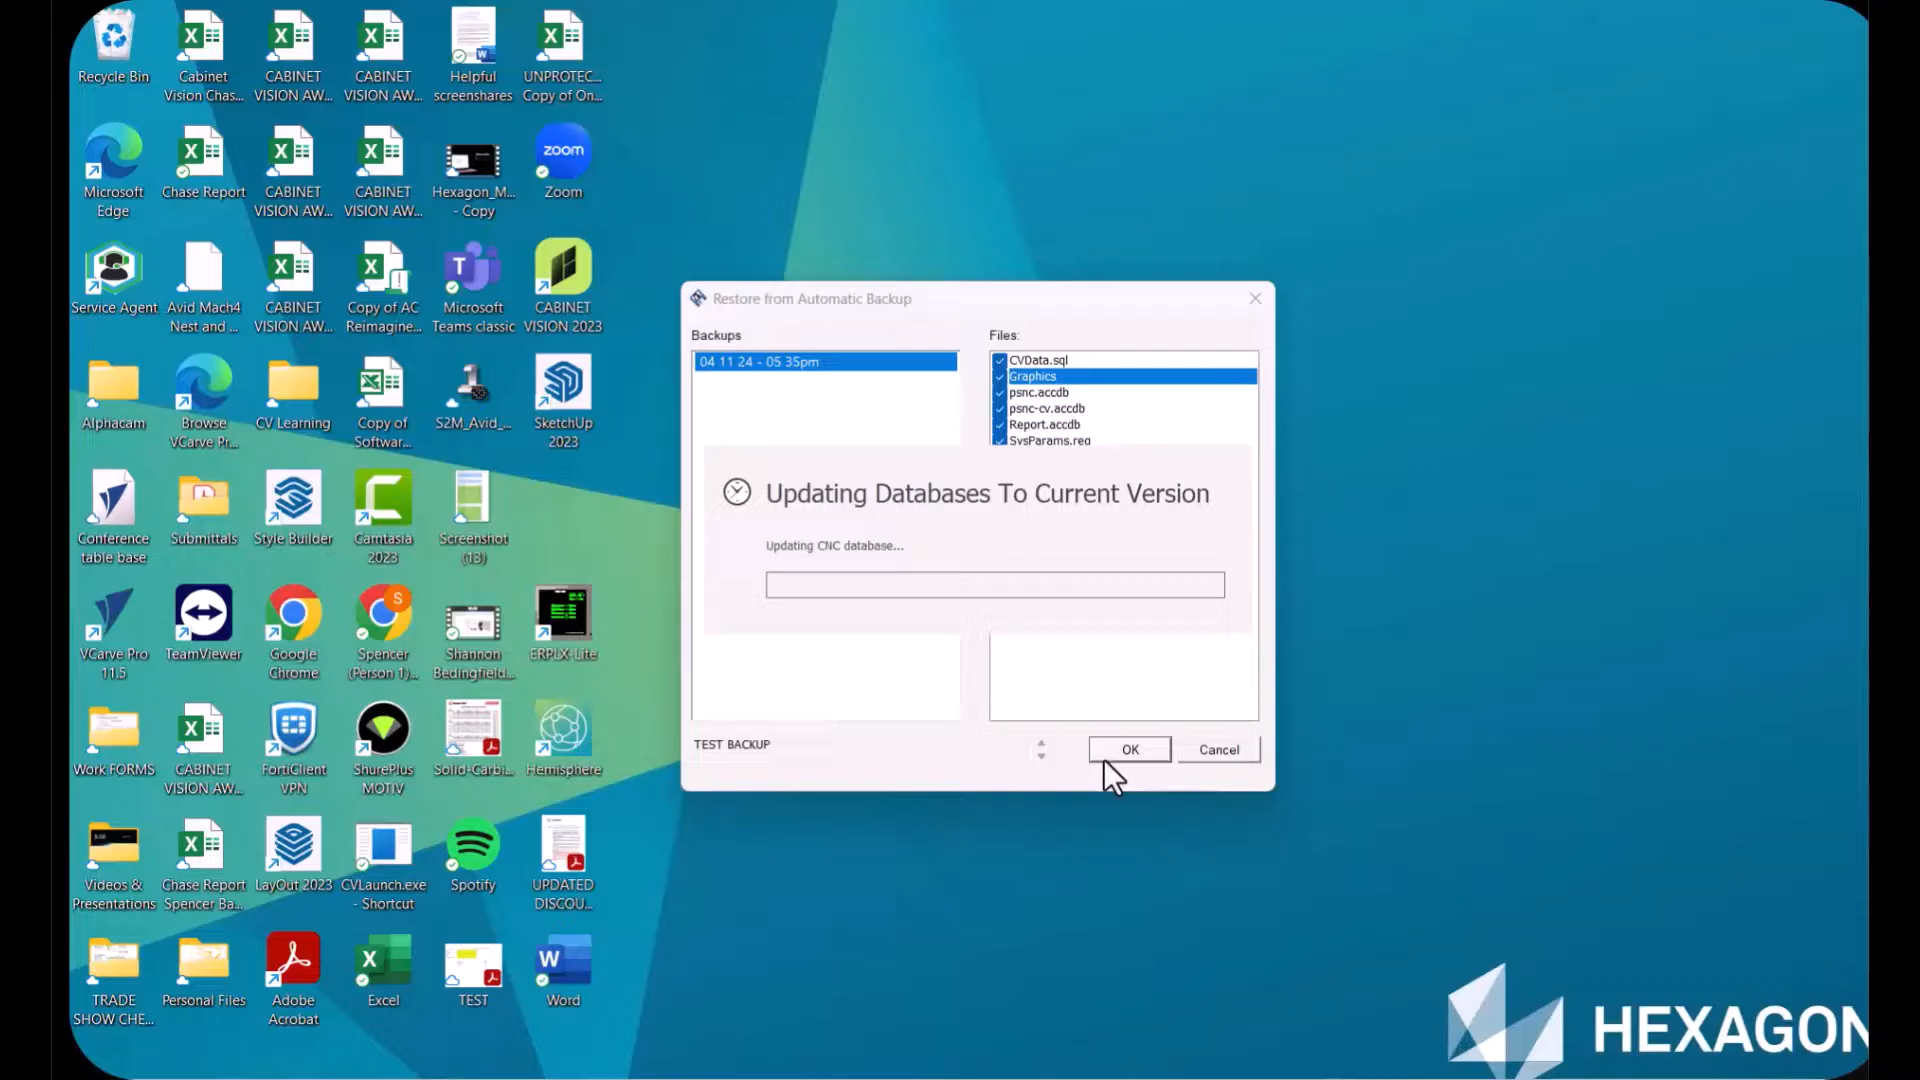 Recycle Bin
Cabinet
Vision Chas...
CABINET
VISION AW...
CABINET
VISION AW...
Helpful
screenshares
UNPROTEC...
Copy of On...
Microsoft
Edge
Chase Report
CABINET
VISION AW...
CABINET
VISION AW...
Hexagon_M...
- Copy
zoom
Zoom
Service Agent
Avid Mach4
Nest and ...
CABINET
VISION AW...
Copy of AC
Reimagine...
Microsoft
Teams classic
CABINET
VISION 2023
Alphacam
Browse
VCarve Pr...
CV Learning
Copy of
Softwar...
S2M_Avid_...
SketchUp
2023
Conference
table base
Submittals
Style Builder
Camtasia
2023
Screenshot
(13)
VCarve Pro
11.5
TeamViewer
Google
Chrome
Spencer
(Person 1)...
Shannon
Bedingfield...
ERPLX-Lite
Work FORMS
CABINET
VISION AW...
FortiClient
VPN
ShurePlus
MOTIV
Solid-Carbi...
Hemisphere
Videos &
Presentations
Chase Report
Spencer Ba...
LayOut 2023
CVLaunch.exe
- Shortcut
Spotify
UPDATED
DISCOU...
TRADE
SHOW CHE...
Personal Files
Adobe
Acrobat
Excel
TEST
Word
Restore from Automatic Backup
Backups
Files:
04 11 24 - 05 35pm
CVData.sql
Graphics
psnc.accdb
psnc-cv.accdb
Report.accdb
SysParams.reg
Updating Databases To Current Version
Updating CNC database...
TEST BACKUP
OK
Cancel
HEXAGON